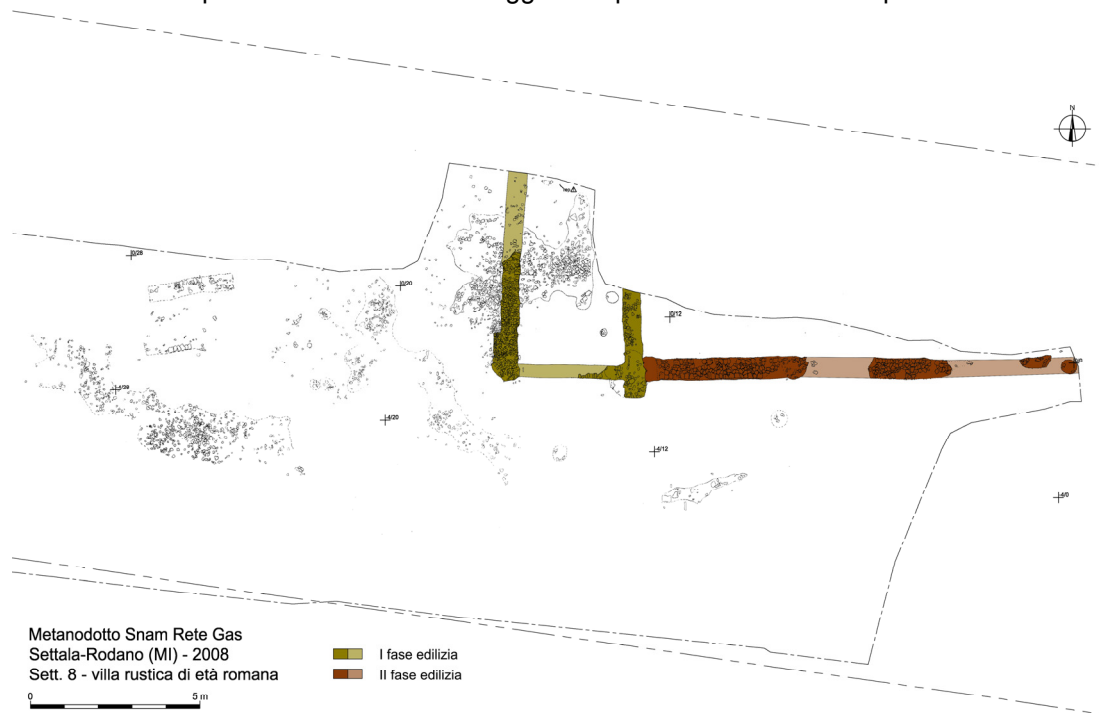 N
0/28
0/20
0/12
4/28
4/20
4/12
4/0
Metanodotto Snam Rete Gas
Settala-Rodano (MI) - 2008
Sett. 8 - villa rustica di età romana
I fase edilizia
II fase edilizia
0 5 m